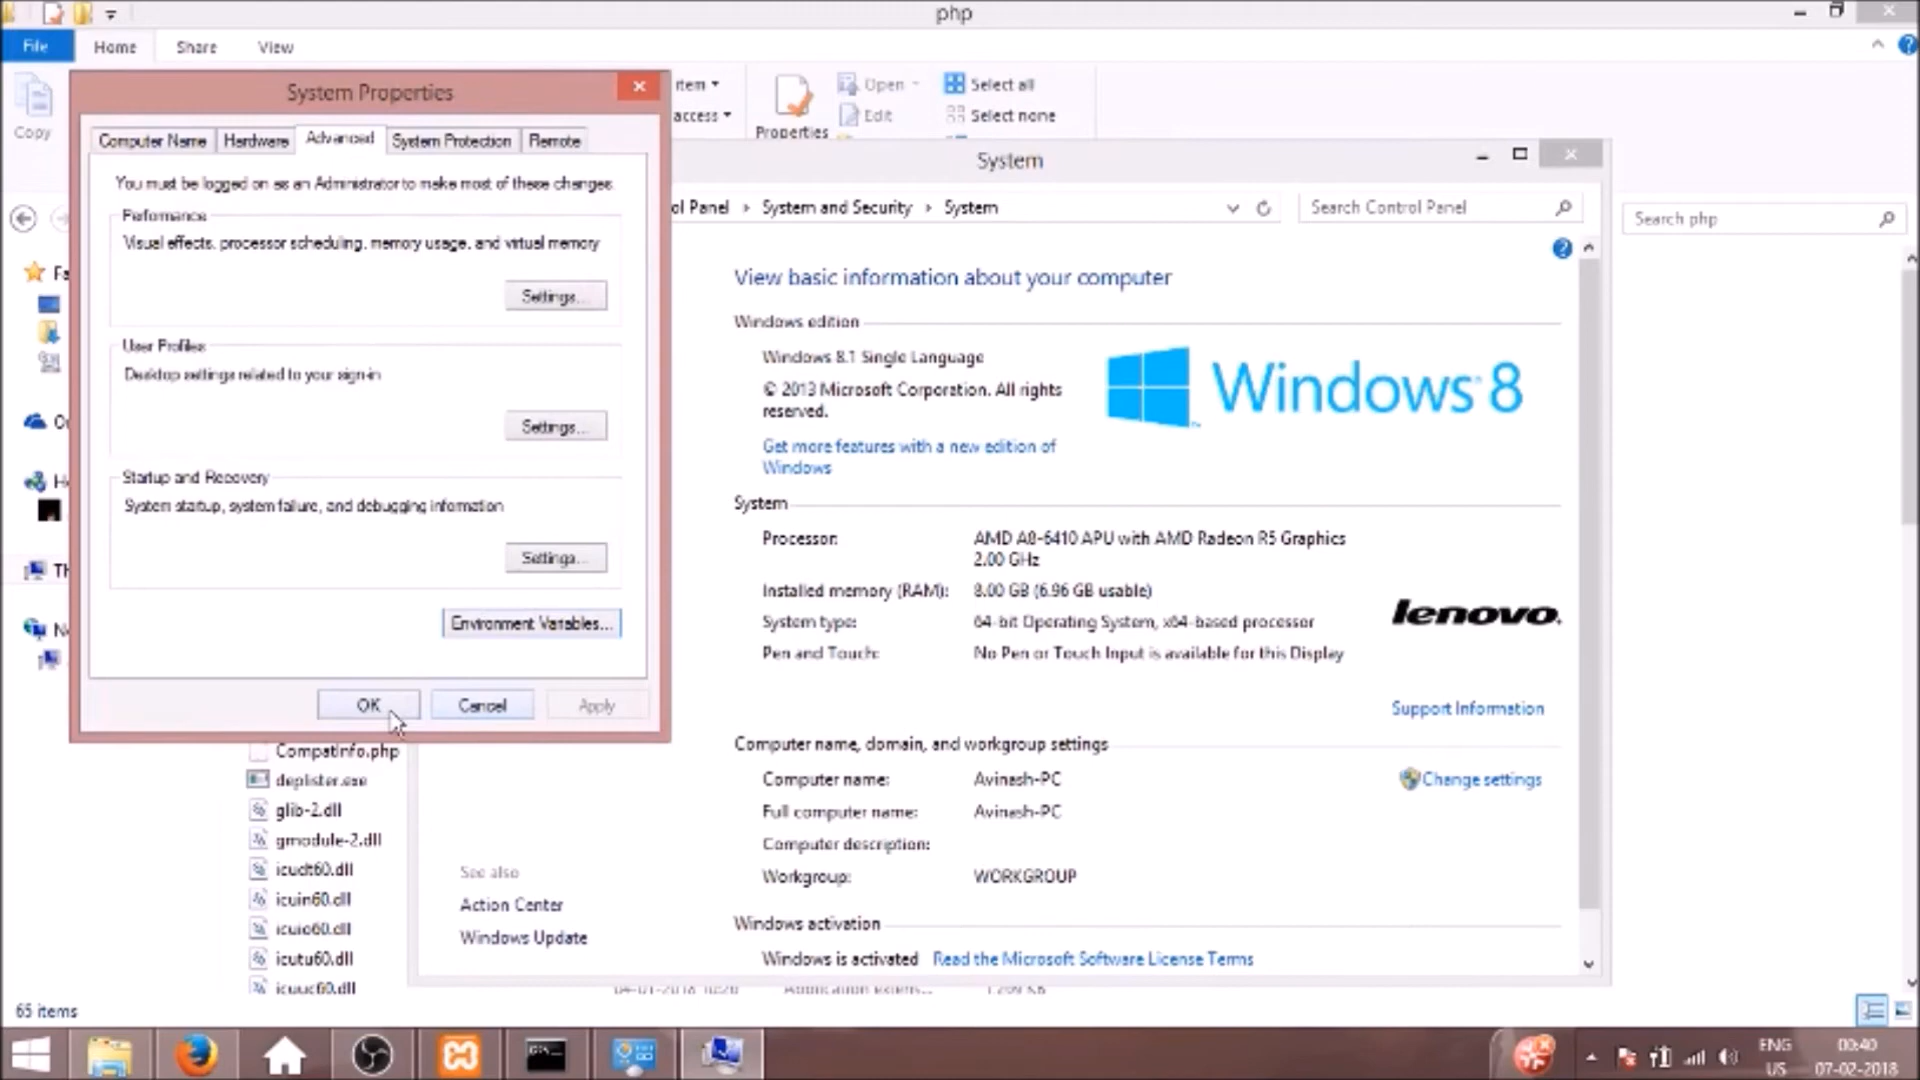 php
File
Home
Share
View
Copy
item
access
Properties
Open
Edit
Select all
Select none
System Properties
Computer Name
Hardware
Advanced
System Protection
Remote
You must be logged on as an Administrator to make most of these changes.
Performance
Visual effects, processor scheduling, memory usage, and virtual memory
Settings...
User Profiles
Desktop settings related to your sign-in
Settings...
Startup and Recovery
System startup, system failure, and debugging information
Settings...
Environment Variables...
OK
Cancel
Apply
System
ol Panel
System and Security
System
Search Control Panel
Search php
View basic information about your computer
Windows edition
Windows 8.1 Single Language
© 2013 Microsoft Corporation. All rights
reserved.
Get more features with a new edition of
Windows
Windows 8
System
Processor:
AMD A8-6410 APU with AMD Radeon R5 Graphics
2.00 GHz
Installed memory (RAM):
8.00 GB (6.96 GB usable)
System type:
64-bit Operating System, x64-based processor
Pen and Touch:
No Pen or Touch Input is available for this Display
lenovo
Support Information
Computer name, domain, and workgroup settings
Computer name:
Avinash-PC
Change settings
Full computer name:
Avinash-PC
Computer description:
Workgroup:
WORKGROUP
Windows activation
Windows is activated
Read the Microsoft Software License Terms
See also
Action Center
Windows Update
Fa
H
Th
N
CompatInfo.php
deplister.exe
glib-2.dll
gmodule-2.dll
icudt60.dll
icuin60.dll
icuio60.dll
icutu60.dll
icuuc60.dll
65 items
ENG
US
00:40
07-02-2018